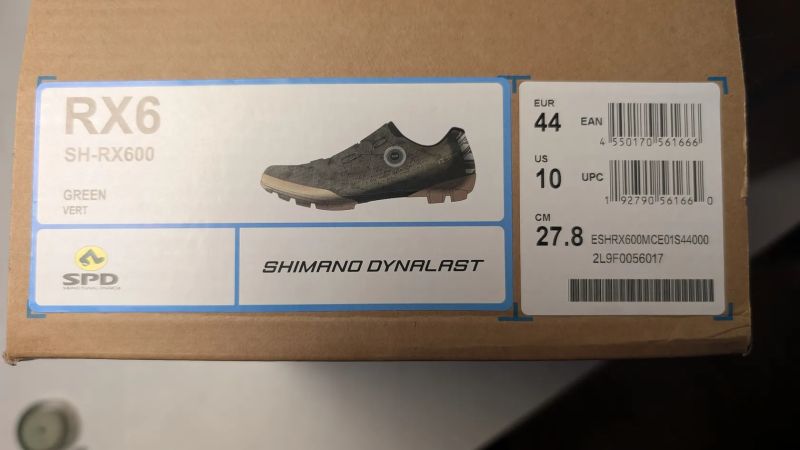 RX6
SH-RX600
GREEN
VERT
SPD
SHIMANO DYNALAST
EUR
44
EAN
4 550170 561666
US
10
UPC
1 92790 56166 0
CM
27.8
ESHRX600MCE01S44000
2L9F0056017